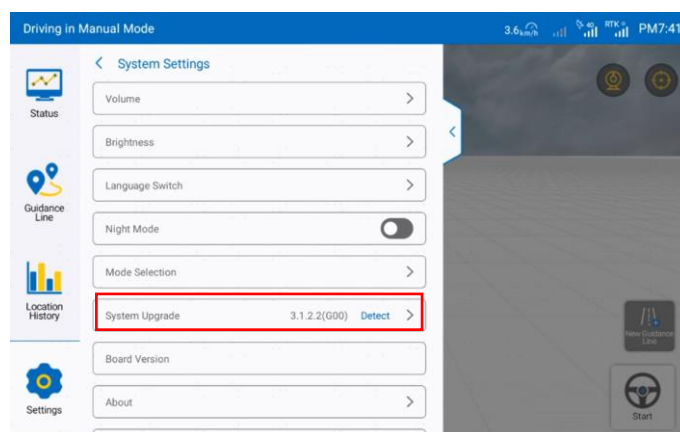 Driving in Manual Mode
3.6km/h
40
RTK
PM7:41
System Settings
Status
Volume
Brightness
Guidance
Line
Language Switch
Night Mode
Location
History
Mode Selection
System Upgrade 3.1.2.2(G00) Detect
Board Version
Settings
About
New Guidance
Line
Start